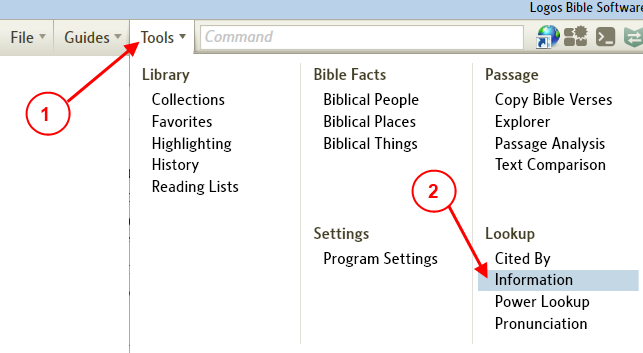 Logos Bible Software
File Guides Tools Command
1
Library
Collections
Favorites
Highlighting
History
Reading Lists
Bible Facts
Biblical People
Biblical Places
Biblical Things
Passage
Copy Bible Verses
Explorer
Passage Analysis
Text Comparison
2
Settings
Program Settings
Lookup
Cited By
Information
Power Lookup
Pronunciation